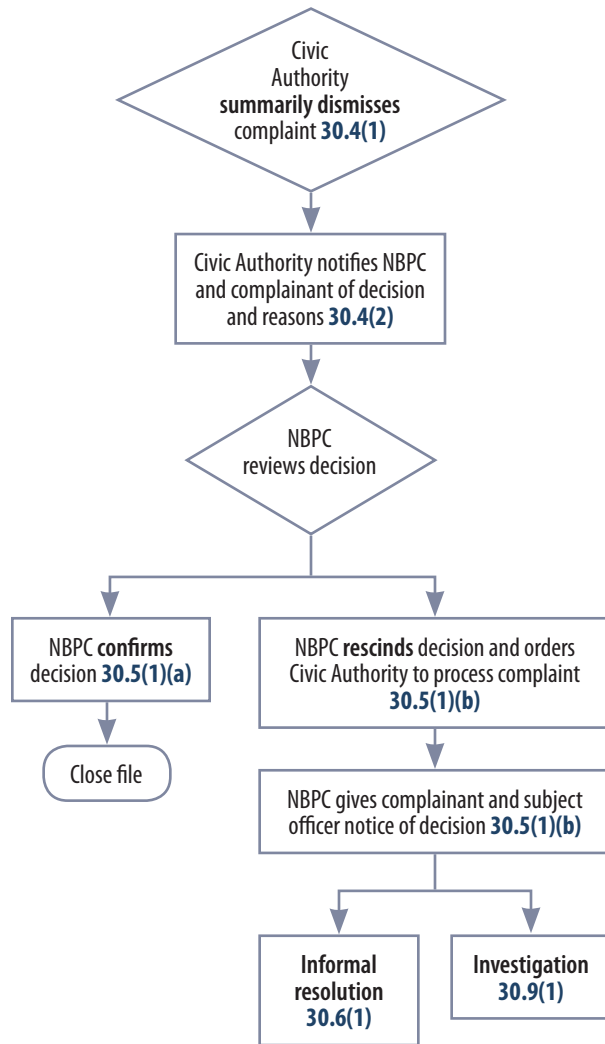 Civic
Authority
summarily dismisses
complaint 30.4(1)
Civic Authority notifies NBPC
and complainant of decision
and reasons 30.4(2)
NBPC
reviews decision
NBPC confirms
decision 30.5(1)(a)
Close file
NBPC rescinds decision and orders
Civic Authority to process complaint
30.5(1)(b)
NBPC gives complainant and subject
officer notice of decision 30.5(1)(b)
Informal
resolution
30.6(1)
Investigation
30.9(1)